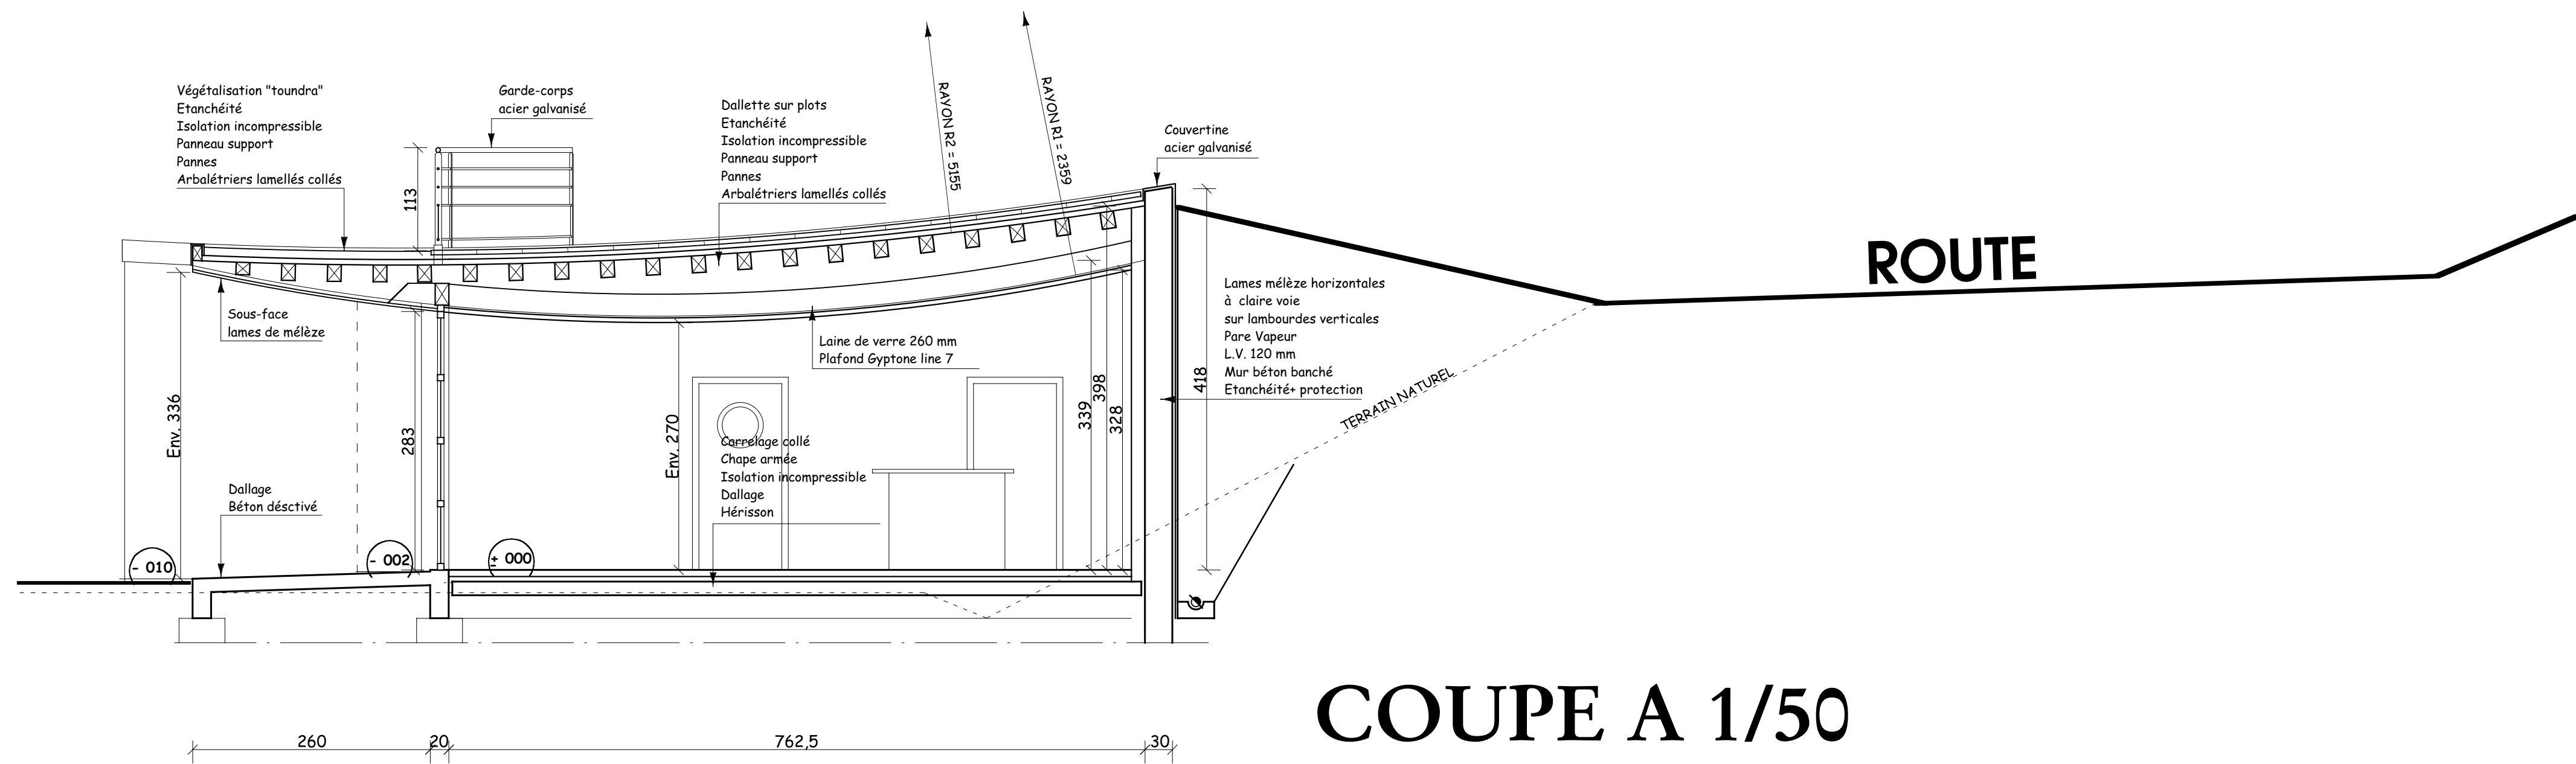 Végétalisation "toundra"
Etanchéité
Isolation incompressible
Panneau support
Pannes
Arbalétriers lamellés collés
Garde-corps
acier galvanisé
113
Dallette sur plots
Etanchéité
Isolation incompressible
Panneau support
Pannes
Arbalétriers lamellés collés
RAYON R2 = 5155
RAYON R1 = 2359
Couvertine
acier galvanisé
ROUTE
Sous-face
lames de mélèze
Laine de verre 260 mm
Plafond Gyptone line 7
Lames mélèze horizontales
à claire voie
sur lambourdes verticales
Pare Vapeur
L.V. 120 mm
Mur béton banché
Etanchéité+ protection
TERRAIN NATUREL
Env. 336
283
Env. 270
339
398
328
418
Carrelage collé
Chape armée
Isolation incompressible
Dallage
Hérisson
Dallage
Béton désctivé
- 010
- 002
± 000
COUPE A 1/50
260
20
762,5
30